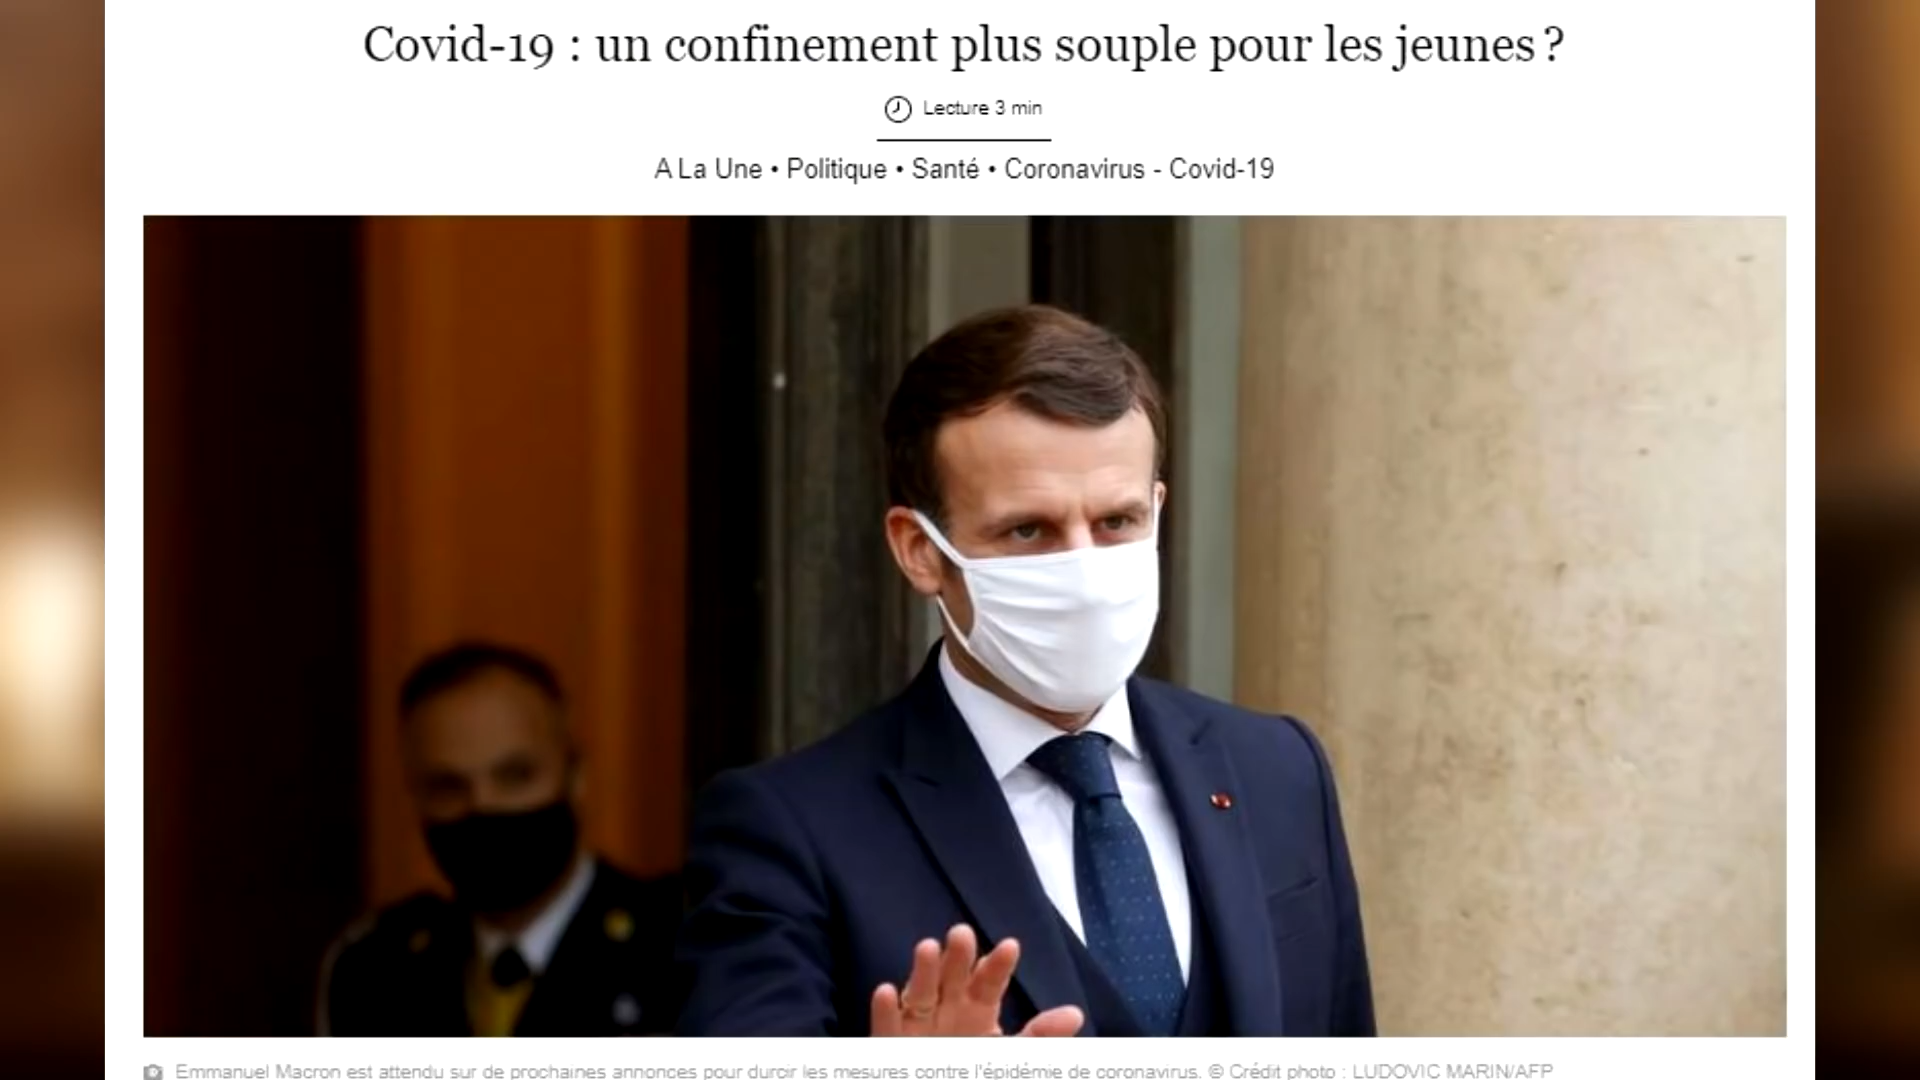 Covid-19 : un confinement plus souple pour les jeunes ?
Lecture 3 min
A La Une • Politique • Santé • Coronavirus - Covid-19
Emmanuel Macron est attendu sur de prochaines annonces pour durcir les mesures contre l'épidémie de coronavirus. © Crédit photo : LUDOVIC MARIN/AFP